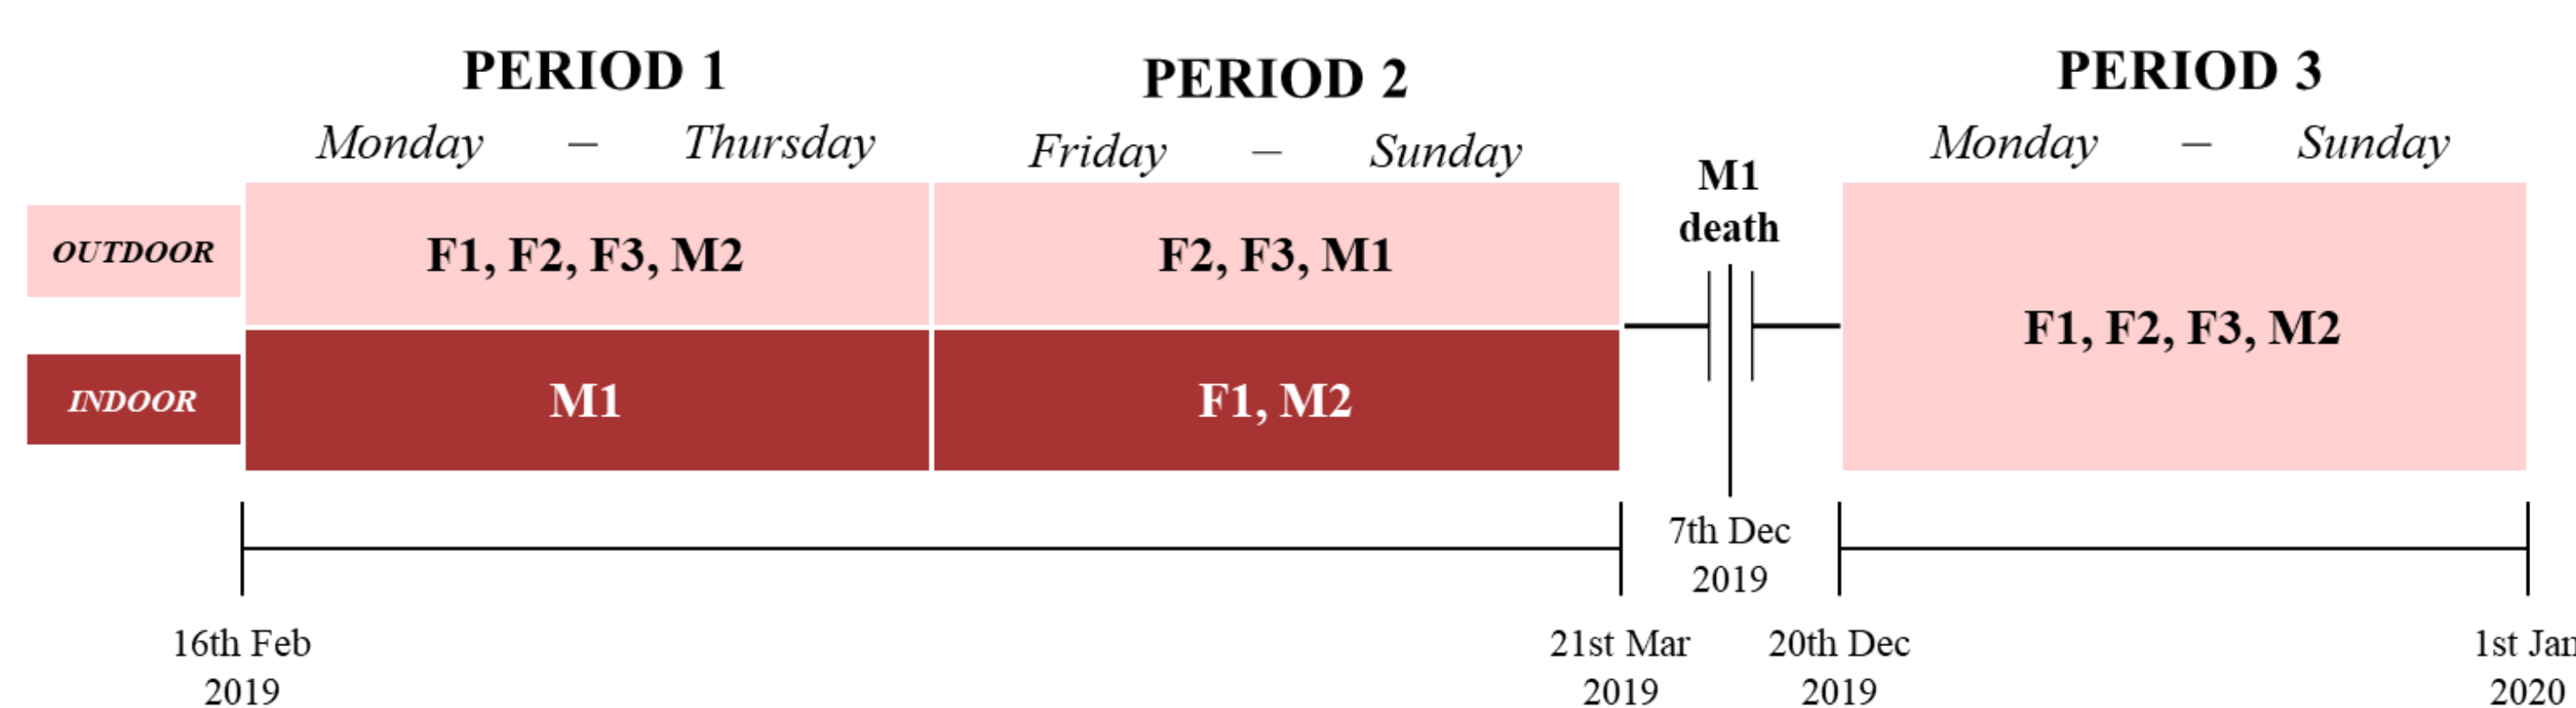 PERIOD 1
Monday – Thursday
PERIOD 2
Friday – Sunday
PERIOD 3
Monday – Sunday
M1
death
OUTDOOR
F1, F2, F3, M2
F2, F3, M1
F1, F2, F3, M2
INDOOR
M1
F1, M2
7th Dec
2019
16th Feb
2019
21st Mar
2019
20th Dec
2019
1st Jan
2020